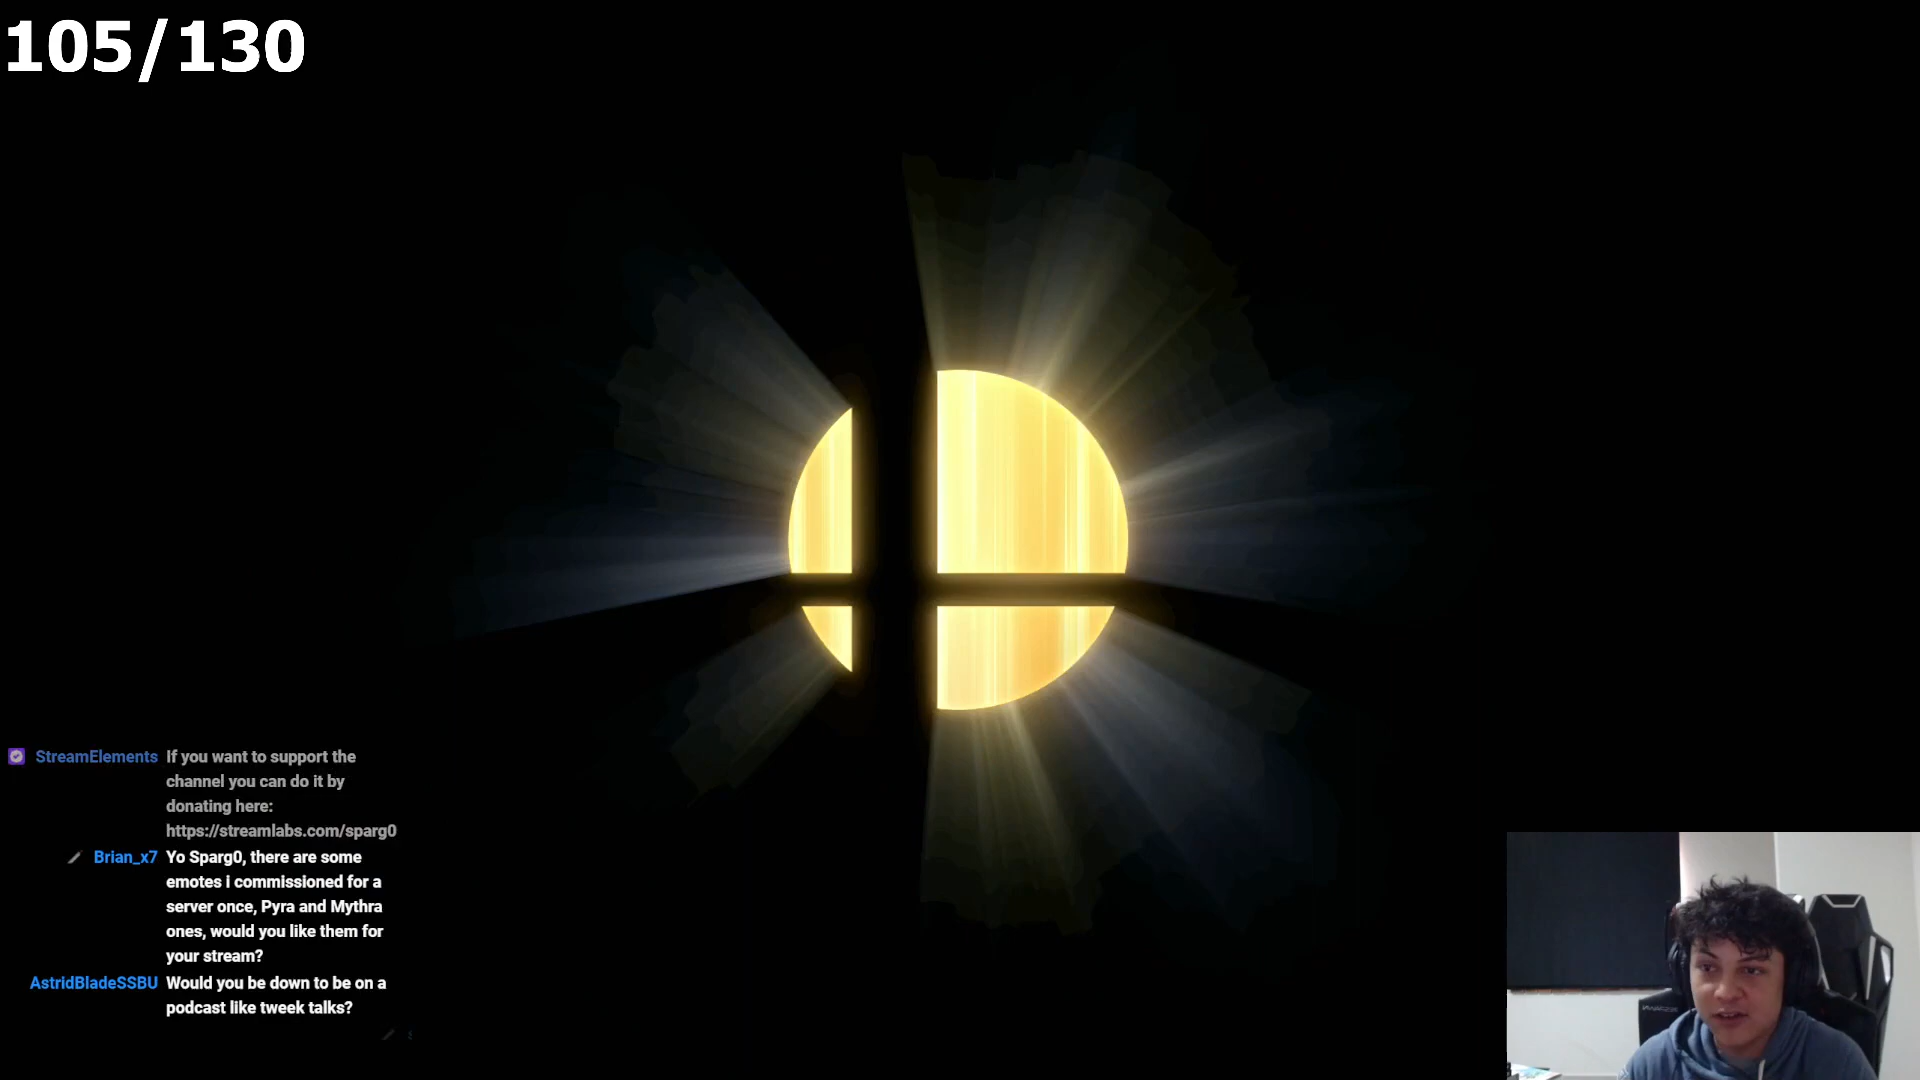 105/130
StreamElements If you want to support the
channel you can do it by
donating here:
https://streamlabs.com/sparg0
Brian_x7 Yo Sparg0, there are some
emotes i commissioned for a
server once, Pyra and Mythra
ones, would you like them for
your stream?
AstridBladeSSBU Would you be down to be on a
podcast like tweek talks?